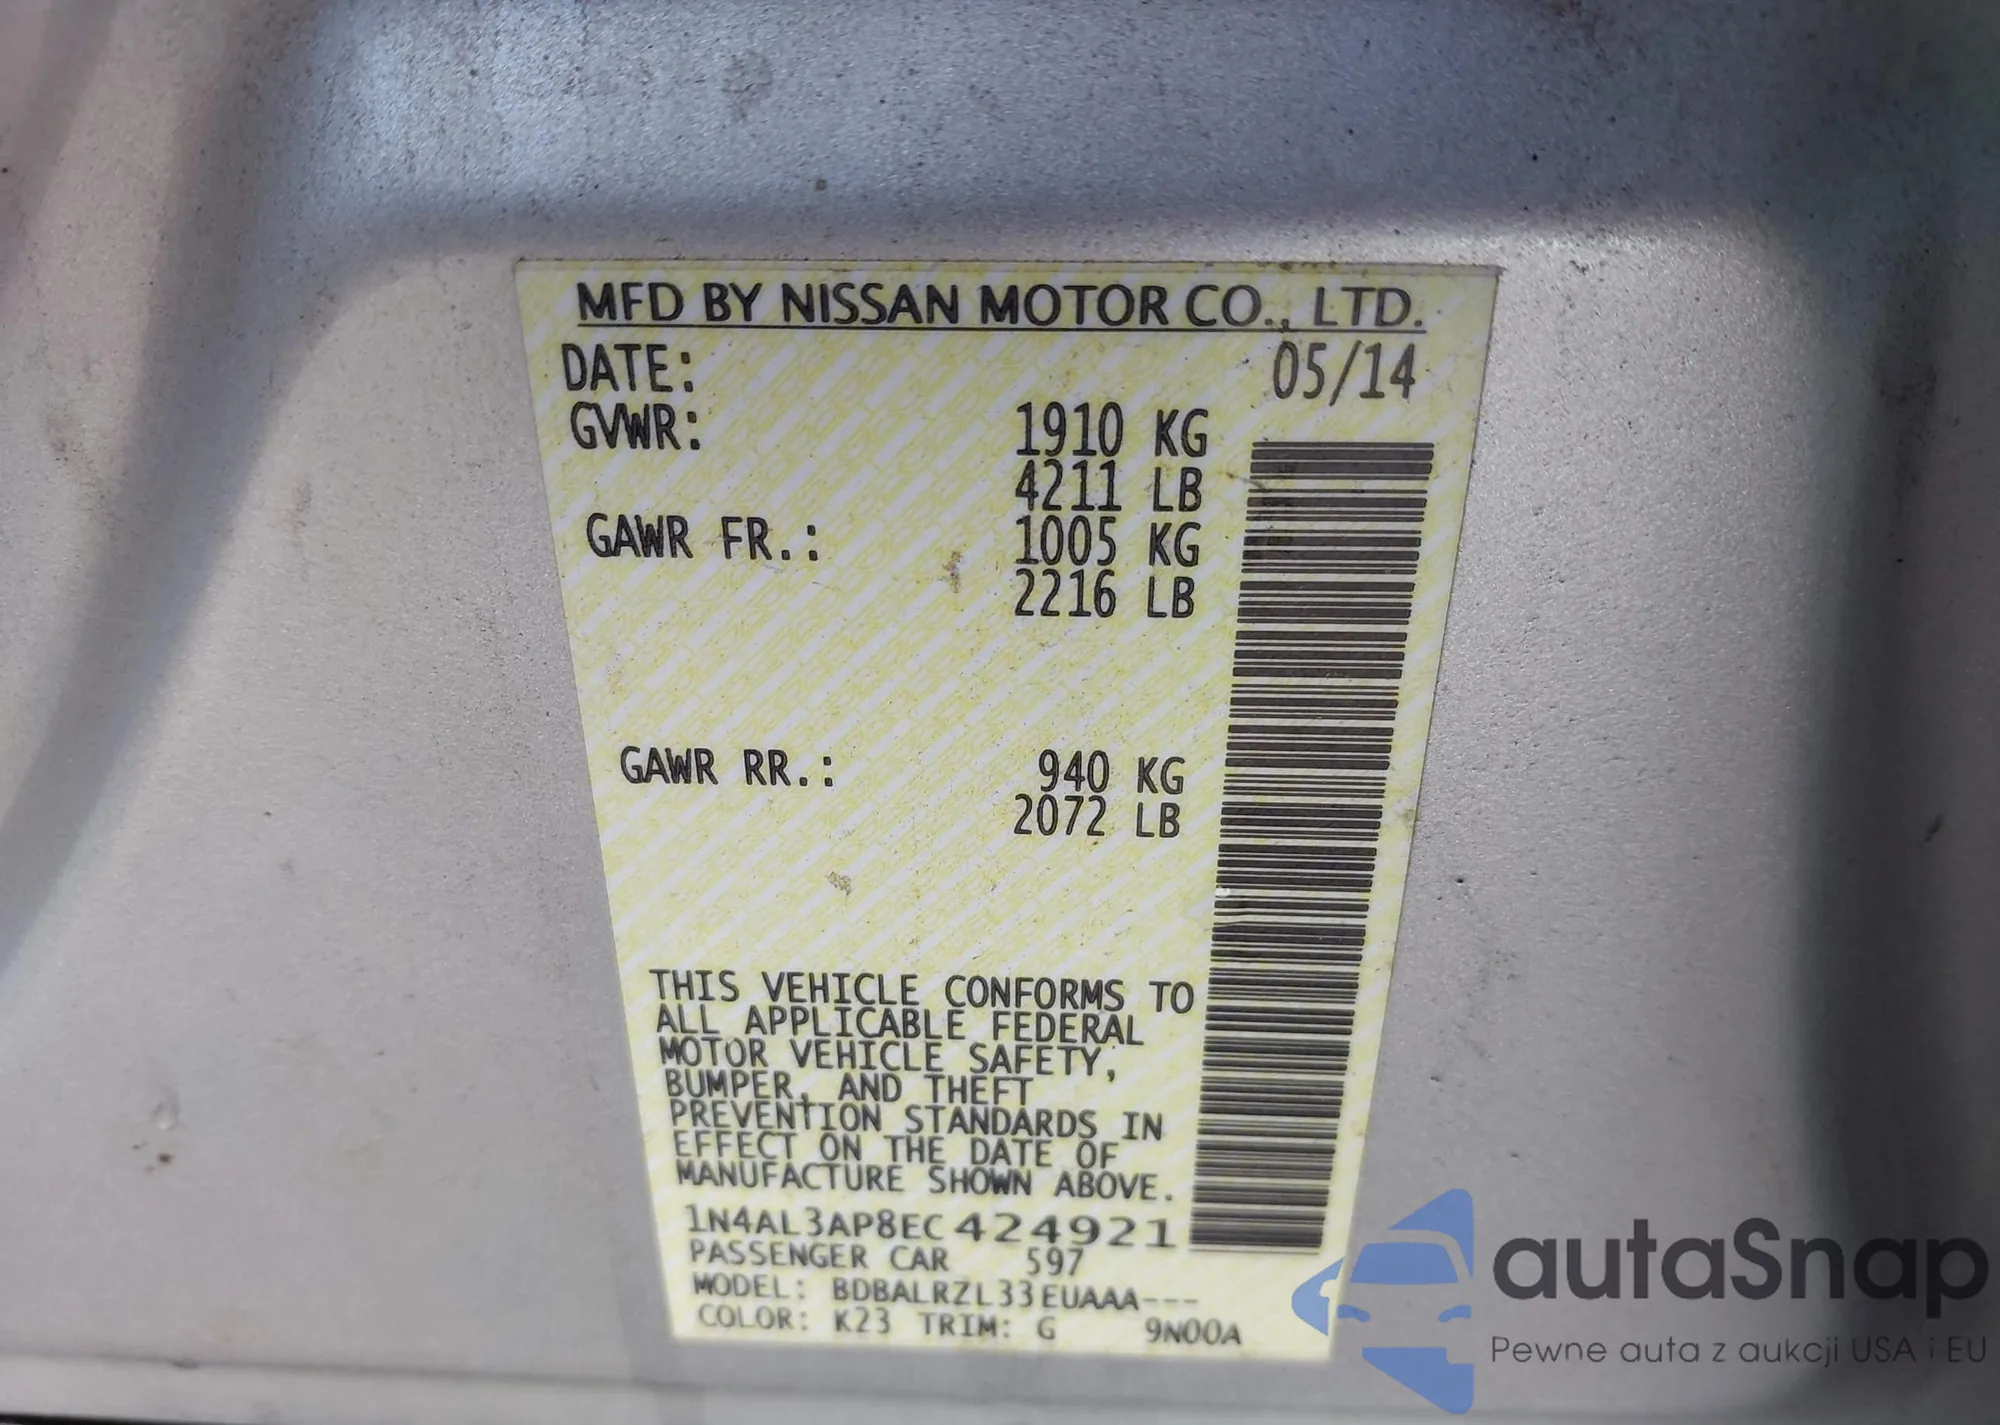 MFD BY NISSAN MOTOR CO., LTD.
DATE: 05/14
GVWR: 1910 KG
4211 LB
GAWR FR.: 1005 KG
2216 LB
GAWR RR.: 940 KG
2072 LB
THIS VEHICLE CONFORMS TO
ALL APPLICABLE FEDERAL
MOTOR VEHICLE SAFETY,
BUMPER, AND THEFT
PREVENTION STANDARDS IN
EFFECT ON THE DATE OF
MANUFACTURE SHOWN ABOVE.
1N4AL3AP8EC424921
PASSENGER CAR 597
MODEL: BDBALRZL33EUAAA---
COLOR: K23 TRIM: G 9N00A
autaSnap
Pewne auta z aukcji USA i EU